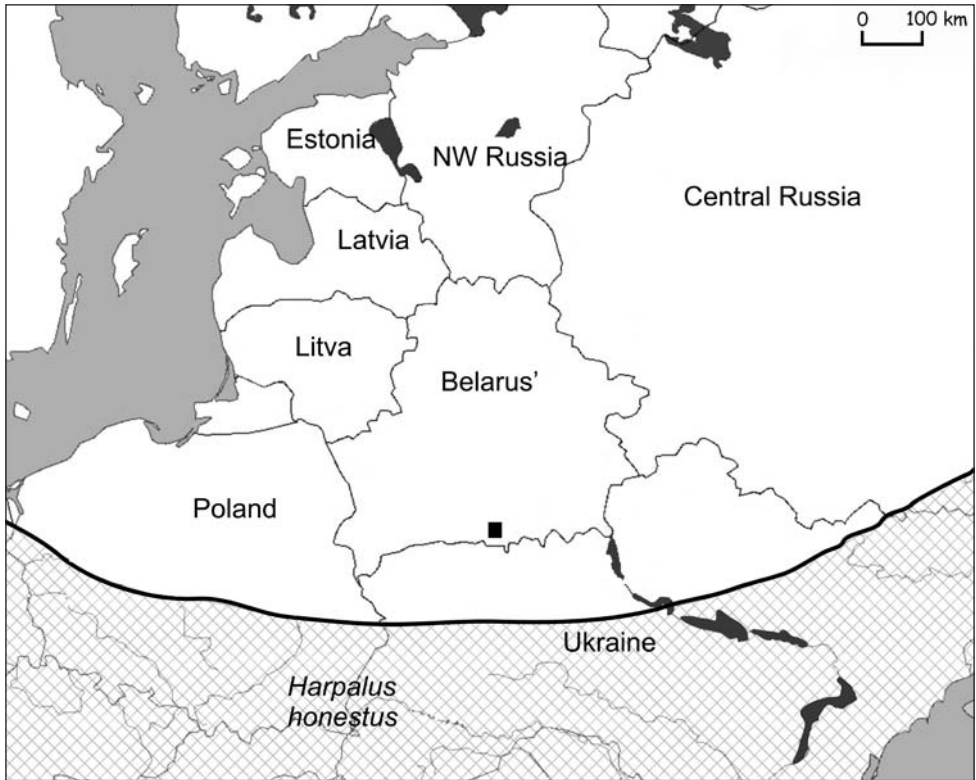 0 100 km
Estonia
NW Russia
Central Russia
Latvia
Litva
Belarus’
Poland
Ukraine
Harpalus
honestus